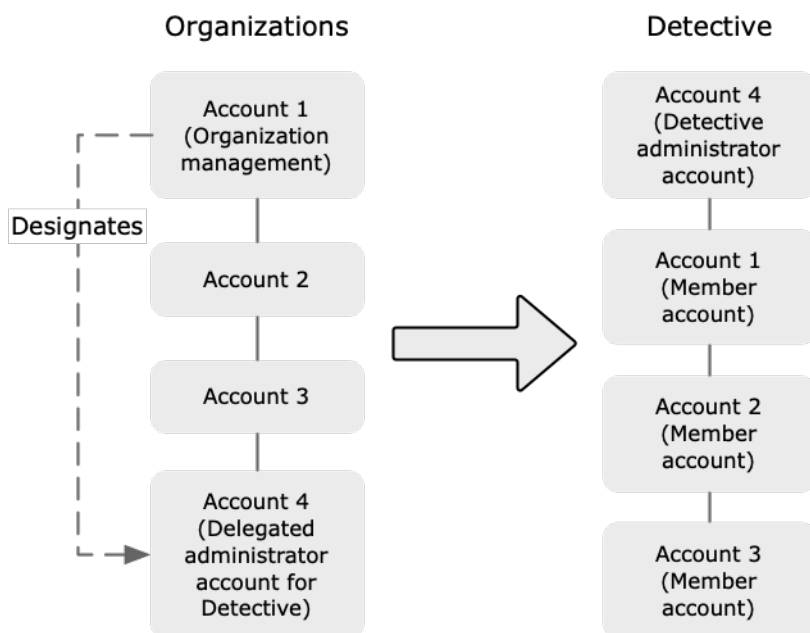 Organizations
Account 1
(Organization
management)
Designates
Account 2
Account 3
Account 4
(Delegated
administrator
account for
Detective)
Detective
Account 4
(Detective
administrator
account)
Account 1
(Member
account)
Account 2
(Member
account)
Account 3
(Member
account)